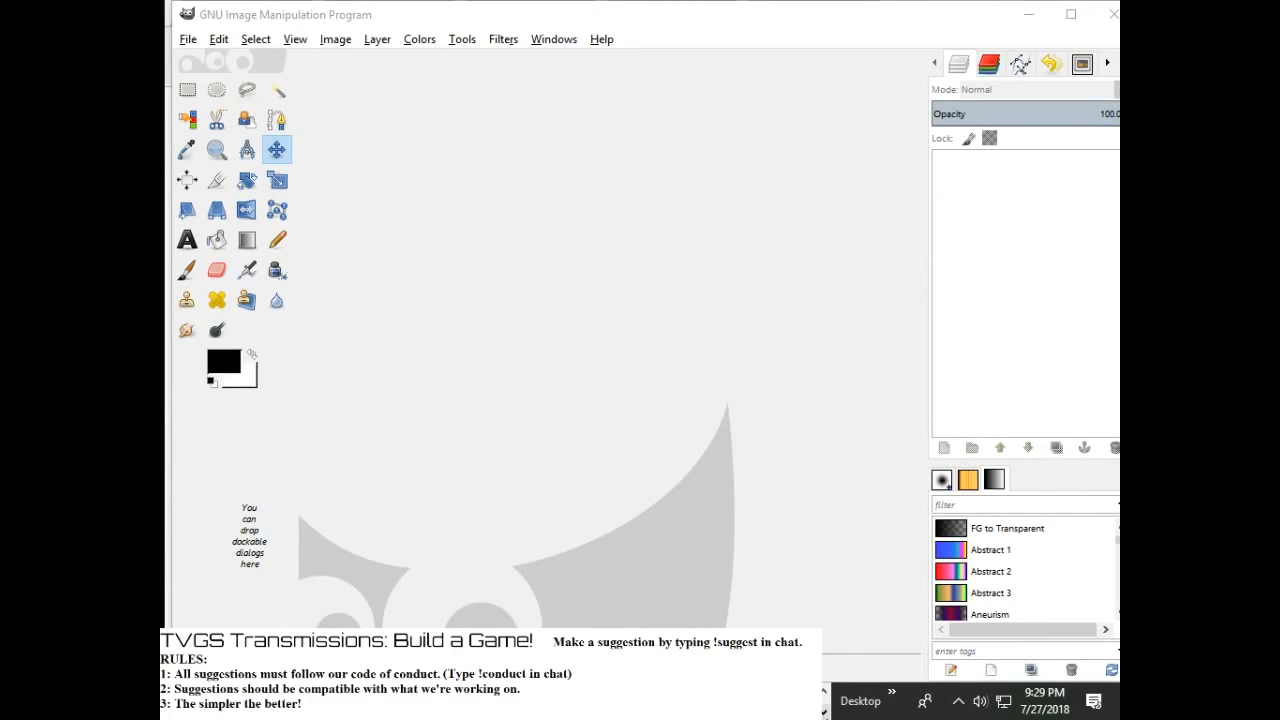 GNU Image Manipulation Program
File Edit Select View Image Layer Colors Tools Filters Windows Help
Mode: Normal
Opacity 100.0
Lock:
You
can
drop
dockable
dialogs
here
filter
FG to Transparent
Abstract 1
Abstract 2
Abstract 3
Aneurism
enter tags
TVGS Transmissions: Build a Game! Make a suggestion by typing !suggest in chat.
RULES:
1: All suggestions must follow our code of conduct. (Type !conduct in chat)
2: Suggestions should be compatible with what we're working on.
3: The simpler the better!
Desktop
9:29 PM
7/27/2018